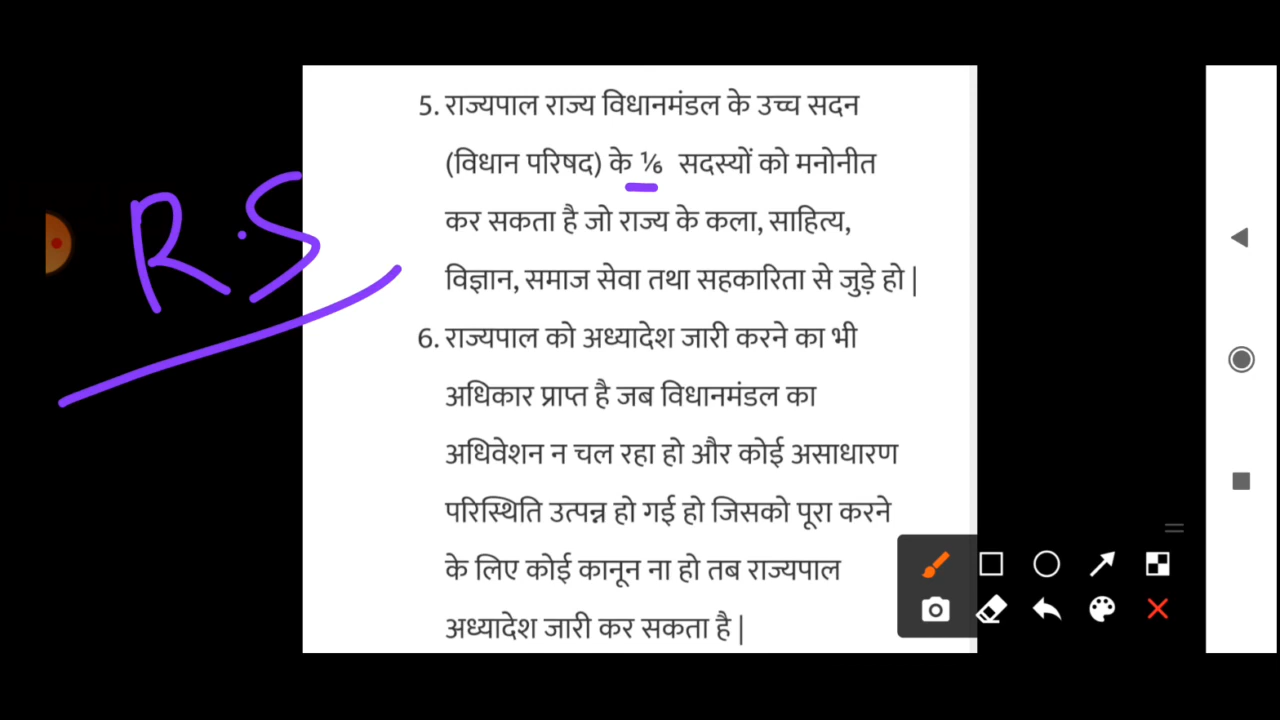 R.S
5. राज्यपाल राज्य विधानमंडल के उच्च सदन
(विधान परिषद) के ⅙ सदस्यों को मनोनीत
कर सकता है जो राज्य के कला, साहित्य,
विज्ञान, समाज सेवा तथा सहकारिता से जुड़े हो |
6. राज्यपाल को अध्यादेश जारी करने का भी
अधिकार प्राप्त है जब विधानमंडल का
अधिवेशन न चल रहा हो और कोई असाधारण
परिस्थिति उत्पन्न हो गई हो जिसको पूरा करने
के लिए कोई कानून ना हो तब राज्यपाल
अध्यादेश जारी कर सकता है |